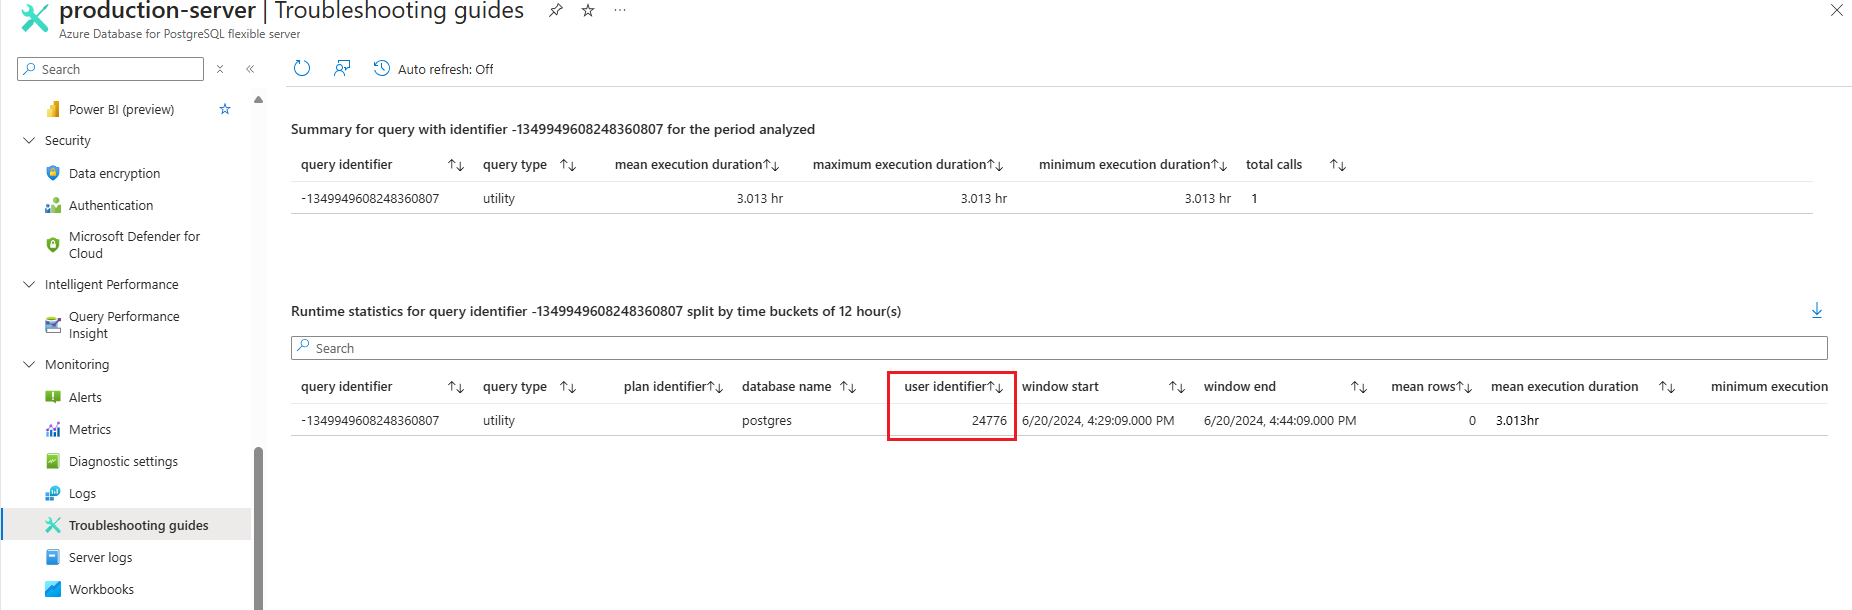 production-server | Troubleshooting guides
Azure Database for PostgreSQL flexible server
Search
Auto refresh: Off
Power BI (preview)
Security
Data encryption
Authentication
Microsoft Defender for
Cloud
Intelligent Performance
Query Performance
Insight
Monitoring
Alerts
Metrics
Diagnostic settings
Logs
Troubleshooting guides
Server logs
Workbooks
Summary for query with identifier -1349949608248360807 for the period analyzed
query identifier query type mean execution duration maximum execution duration minimum execution duration total calls
-1349949608248360807 utility 3.013 hr 3.013 hr 3.013 hr 1
Runtime statistics for query identifier -1349949608248360807 split by time buckets of 12 hour(s)
Search
query identifier query type plan identifier database name user identifier window start window end mean rows mean execution duration minimum execution
-1349949608248360807 utility postgres 24776 6/20/2024, 4:29:09.000 PM 6/20/2024, 4:44:09.000 PM 0 3.013hr